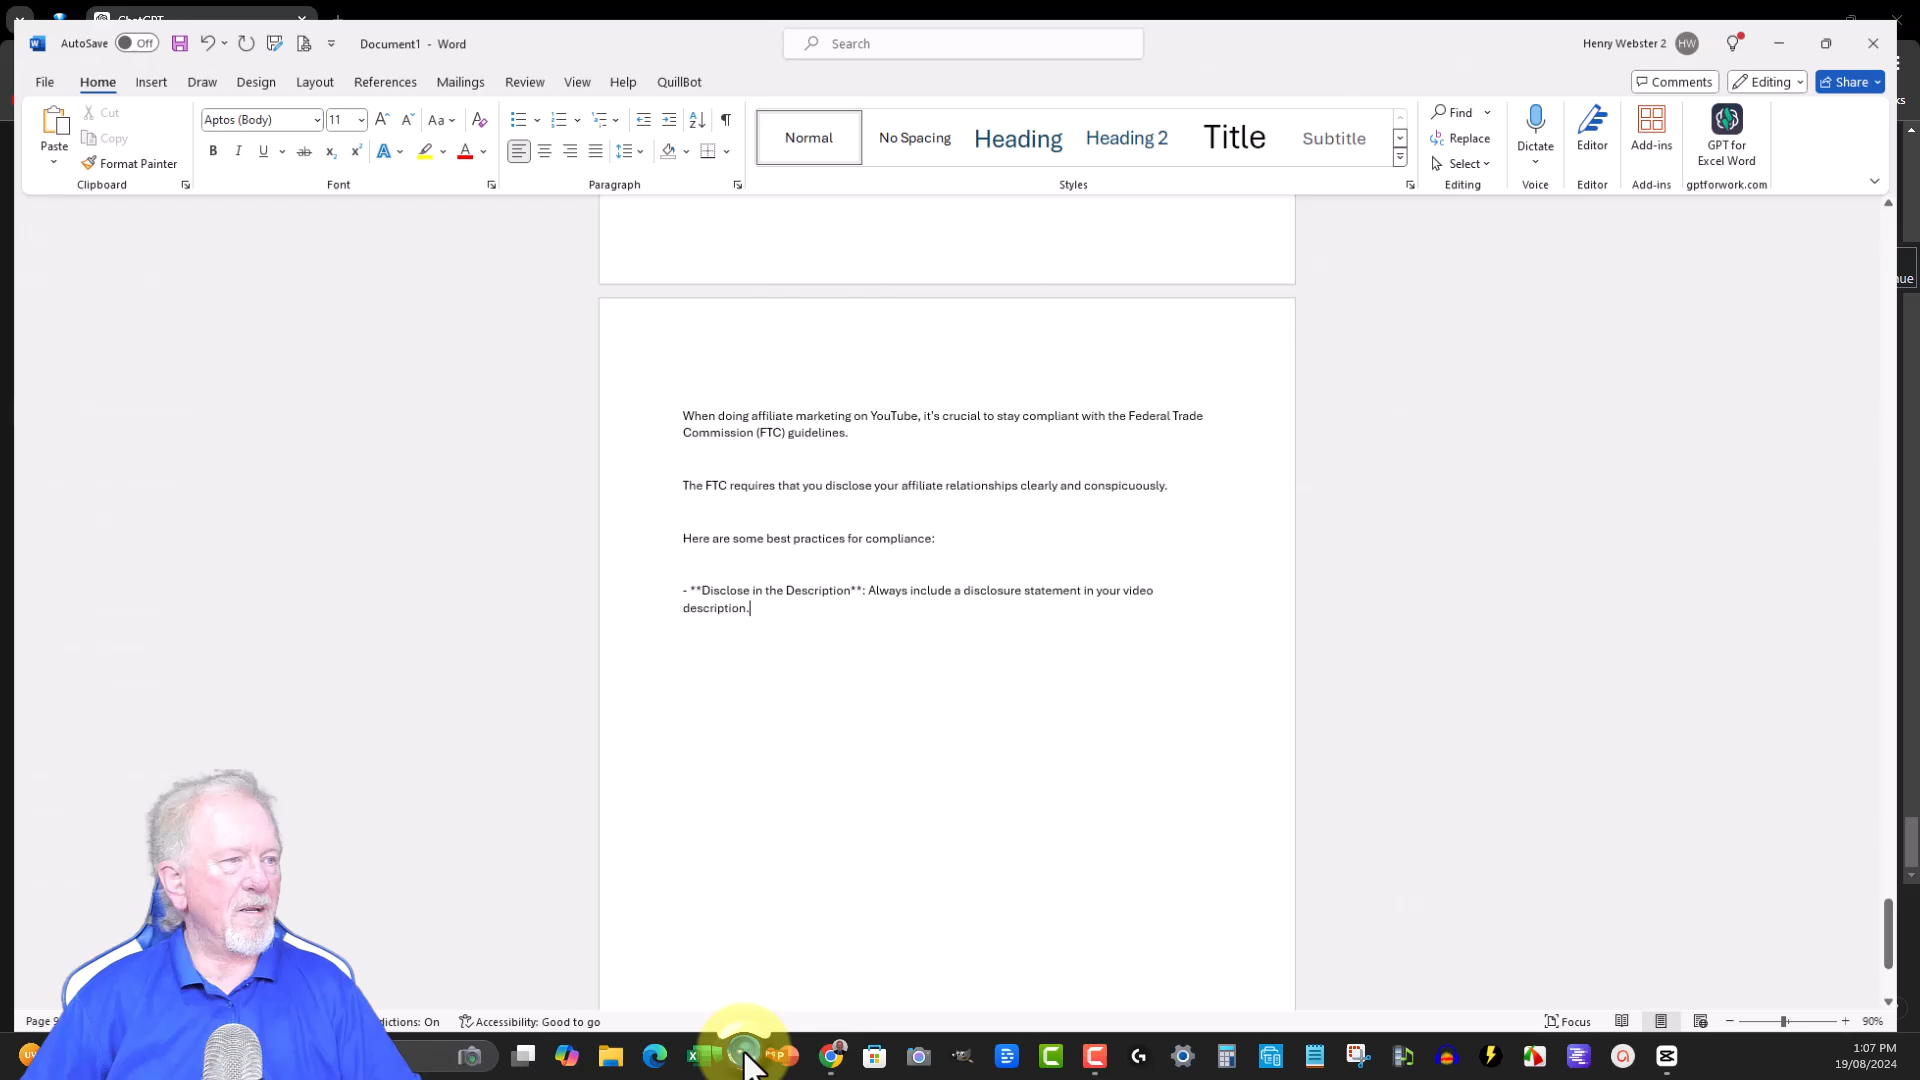 ChatGPT
AutoSave Off Document1 - Word Search Henry Webster 2 HW
File Home Insert Draw Design Layout References Mailings Review View Help QuillBot Comments Editing Share
Paste Cut Copy Format Painter Clipboard
Aptos (Body) 11 Font
Paragraph
Normal No Spacing Heading Heading 2 Title Subtitle Styles
Find Replace Select Editing
Dictate Voice
Editor Editor
Add-ins Add-ins
GPT for Excel Word gptforwork.com
When doing affiliate marketing on YouTube, it's crucial to stay compliant with the Federal Trade
Commission (FTC) guidelines.
The FTC requires that you disclose your affiliate relationships clearly and conspicuously.
Here are some best practices for compliance:
- **Disclose in the Description**: Always include a disclosure statement in your video
description.
Accessibility: Good to go Focus 90%
1:07 PM
19/08/2024